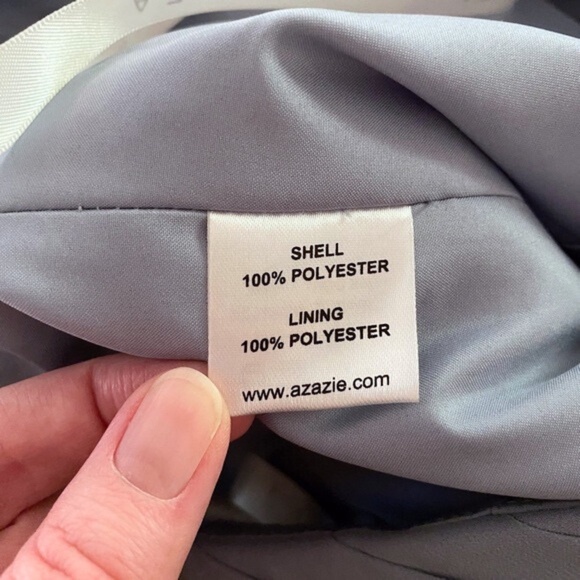 SHELL
100% POLYESTER
LINING
100% POLYESTER
www.azazie.com